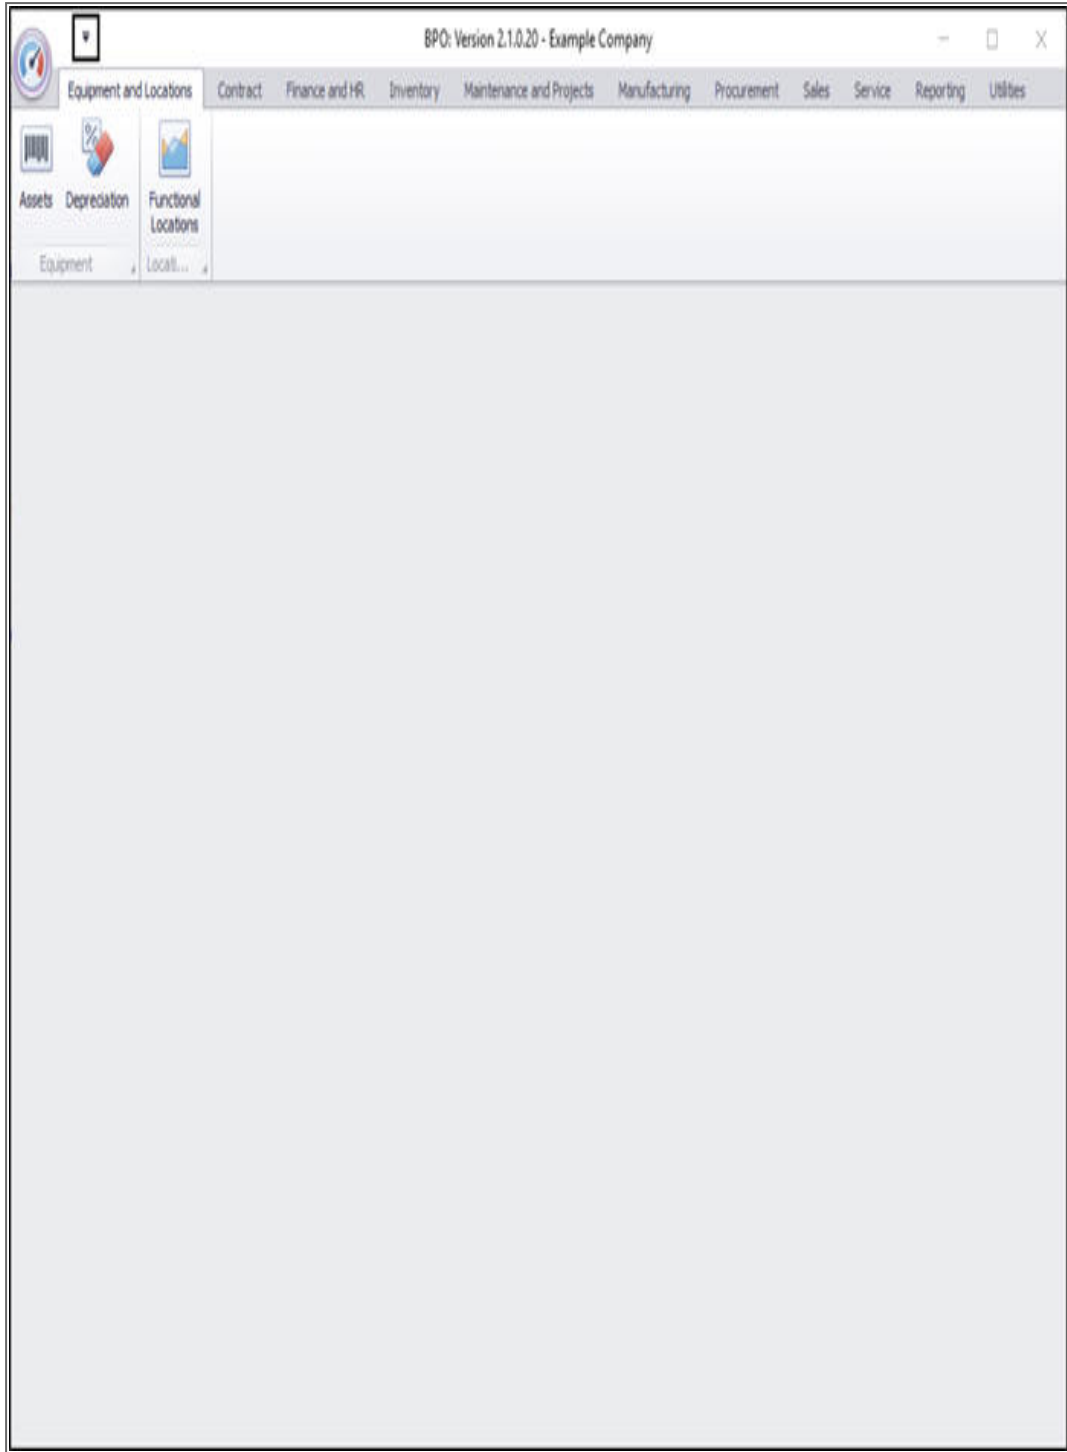 BPO: Version 2.1.0.20 - Example Company
Equipment and Locations Contract Finance and HR Inventory Maintenance and Projects Manufacturing Procurement Sales Service Reporting Utilities
Assets Depreciation Functional
Locations
Equipment Locati...